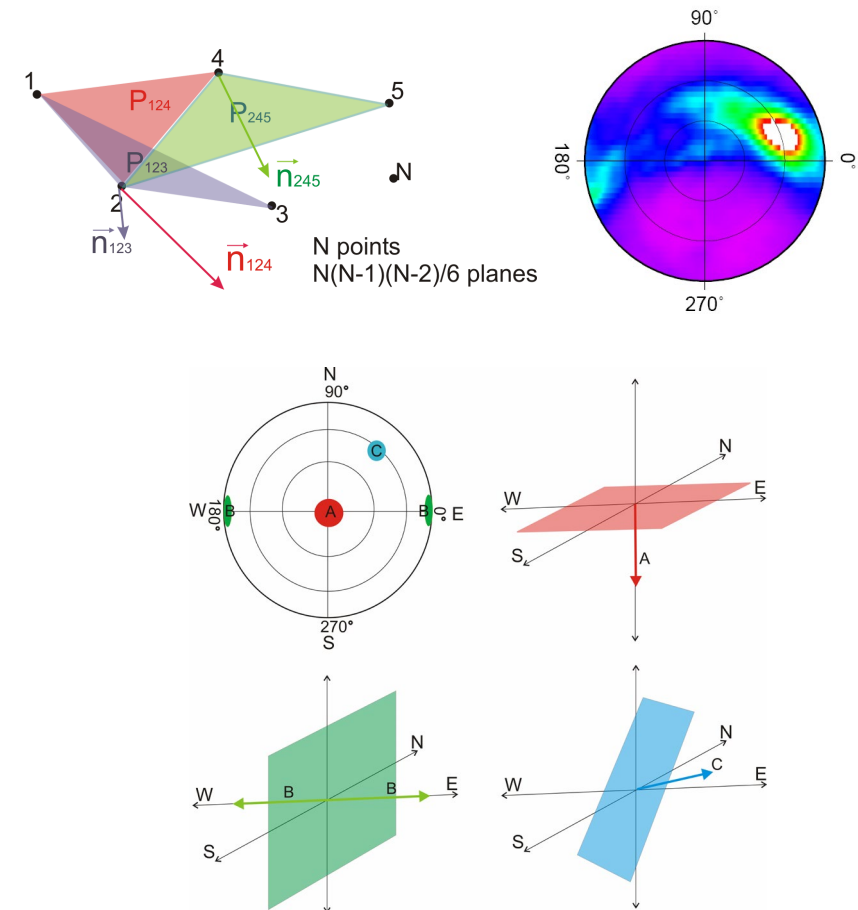 1
4
5
P124
P245
P123
n245
N
2
3
n123
n124
N points
N(N-1)(N-2)/6 planes
90°
180°
0°
270°
N
90°
C
W 180° B
A
B 0° E
270°
S
N
W
E
S
A
N
W
B
B
E
S
N
C
W
E
S